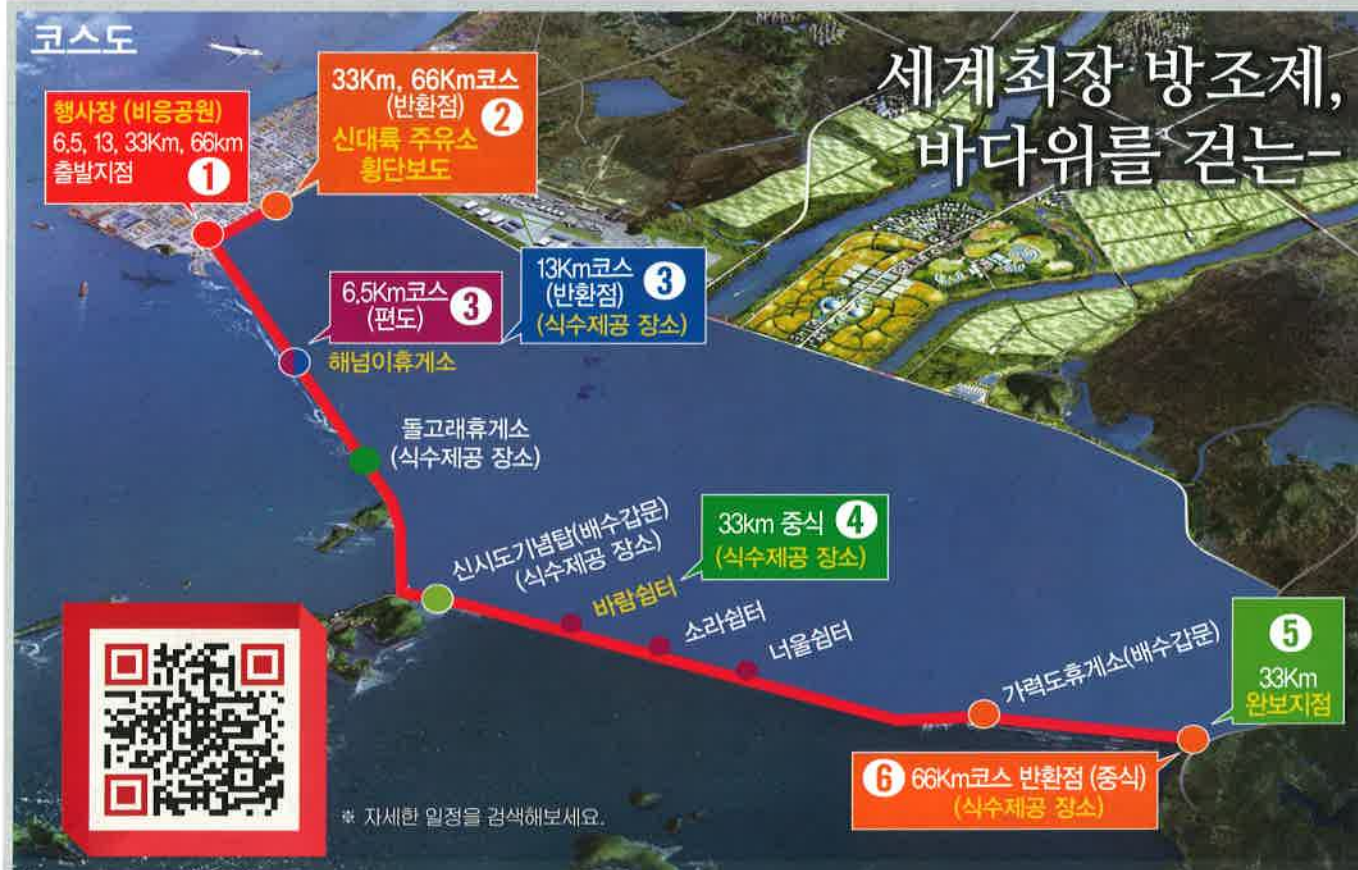 코스도
세계최장 방조제,
바다위를 걷는-
행사장 (비응공원)
6.5, 13, 33Km, 66km
출발지점
1
33Km, 66Km코스
(반환점)
2
신대륙 주유소
횡단보도
6.5Km코스
(편도)
3
13Km코스
(반환점)
3
(식수제공 장소)
해넘이휴게소
돌고래휴게소
(식수제공 장소)
신시도기념탑(배수갑문)
(식수제공 장소)
33km 중식 4
(식수제공 장소)
바람쉼터
소라쉼터
너울쉼터
가력도휴게소(배수갑문)
5
33Km
완보지점
6 66Km코스 반환점 (중식)
(식수제공 장소)
※ 자세한 일정을 검색해보세요.